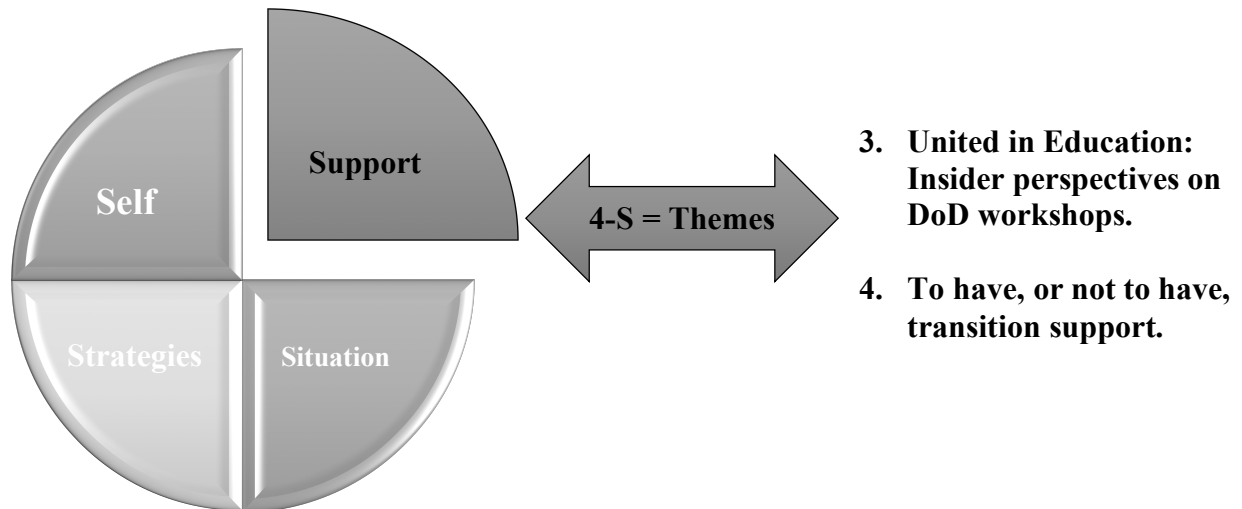 Support
Self
Strategies
Situation
4-S = Themes
3. United in Education:
Insider perspectives on
DoD workshops.
4. To have, or not to have,
transition support.